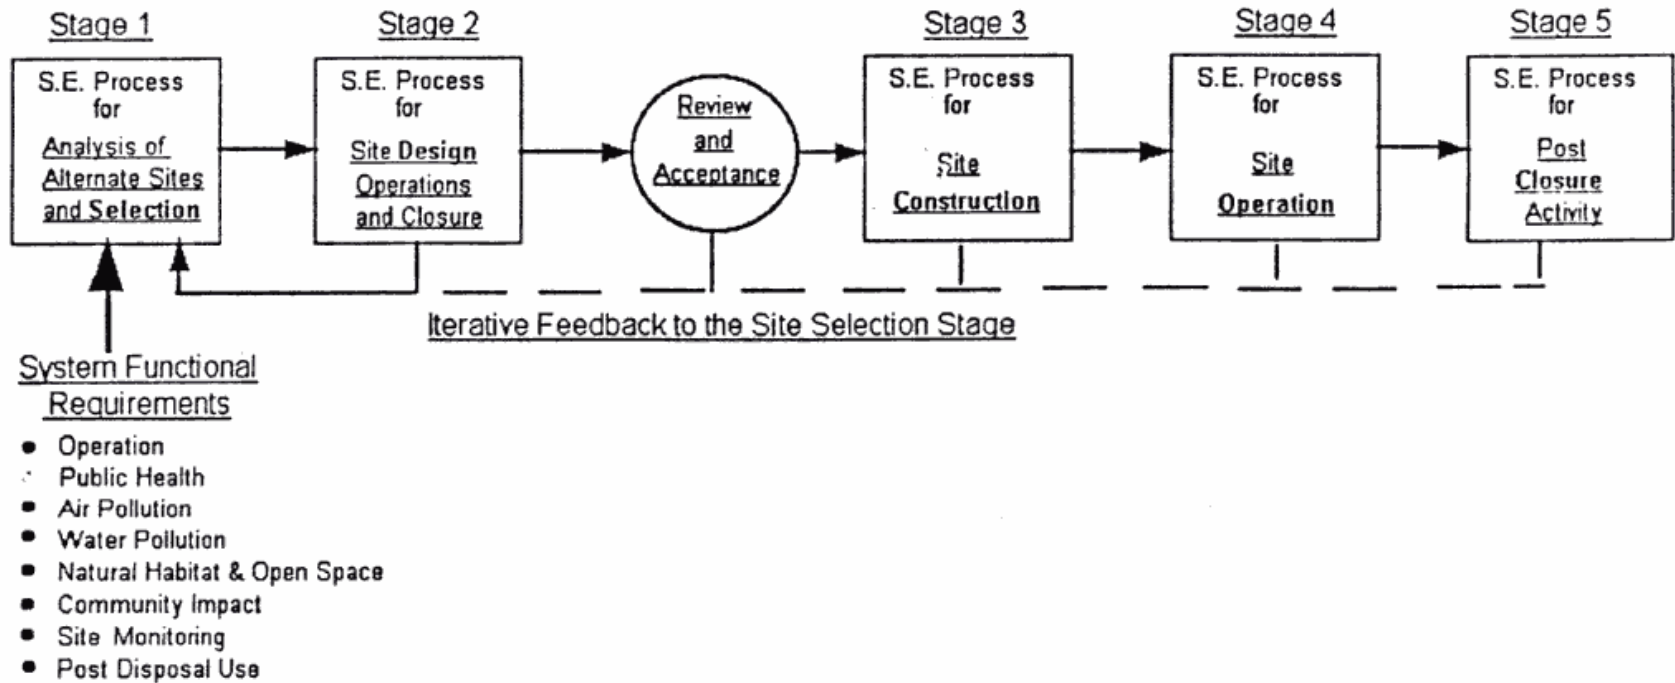 Stage 1
Stage 2
Stage 3
Stage 4
Stage 5
S.E. Process
for
Analysis of
Alternate Sites
and Selection
S.E. Process
for
Site Design
Operations
and Closure
Review
and
Acceptance
S.E. Process
for
Site
Construction
S.E. Process
for
Site
Operation
S.E. Process
for
Post
Closure
Activity
Iterative Feedback to the Site Selection Stage
System Functional
Requirements
• Operation
• Public Health
• Air Pollution
• Water Pollution
• Natural Habitat & Open Space
• Community Impact
• Site Monitoring
• Post Disposal Use